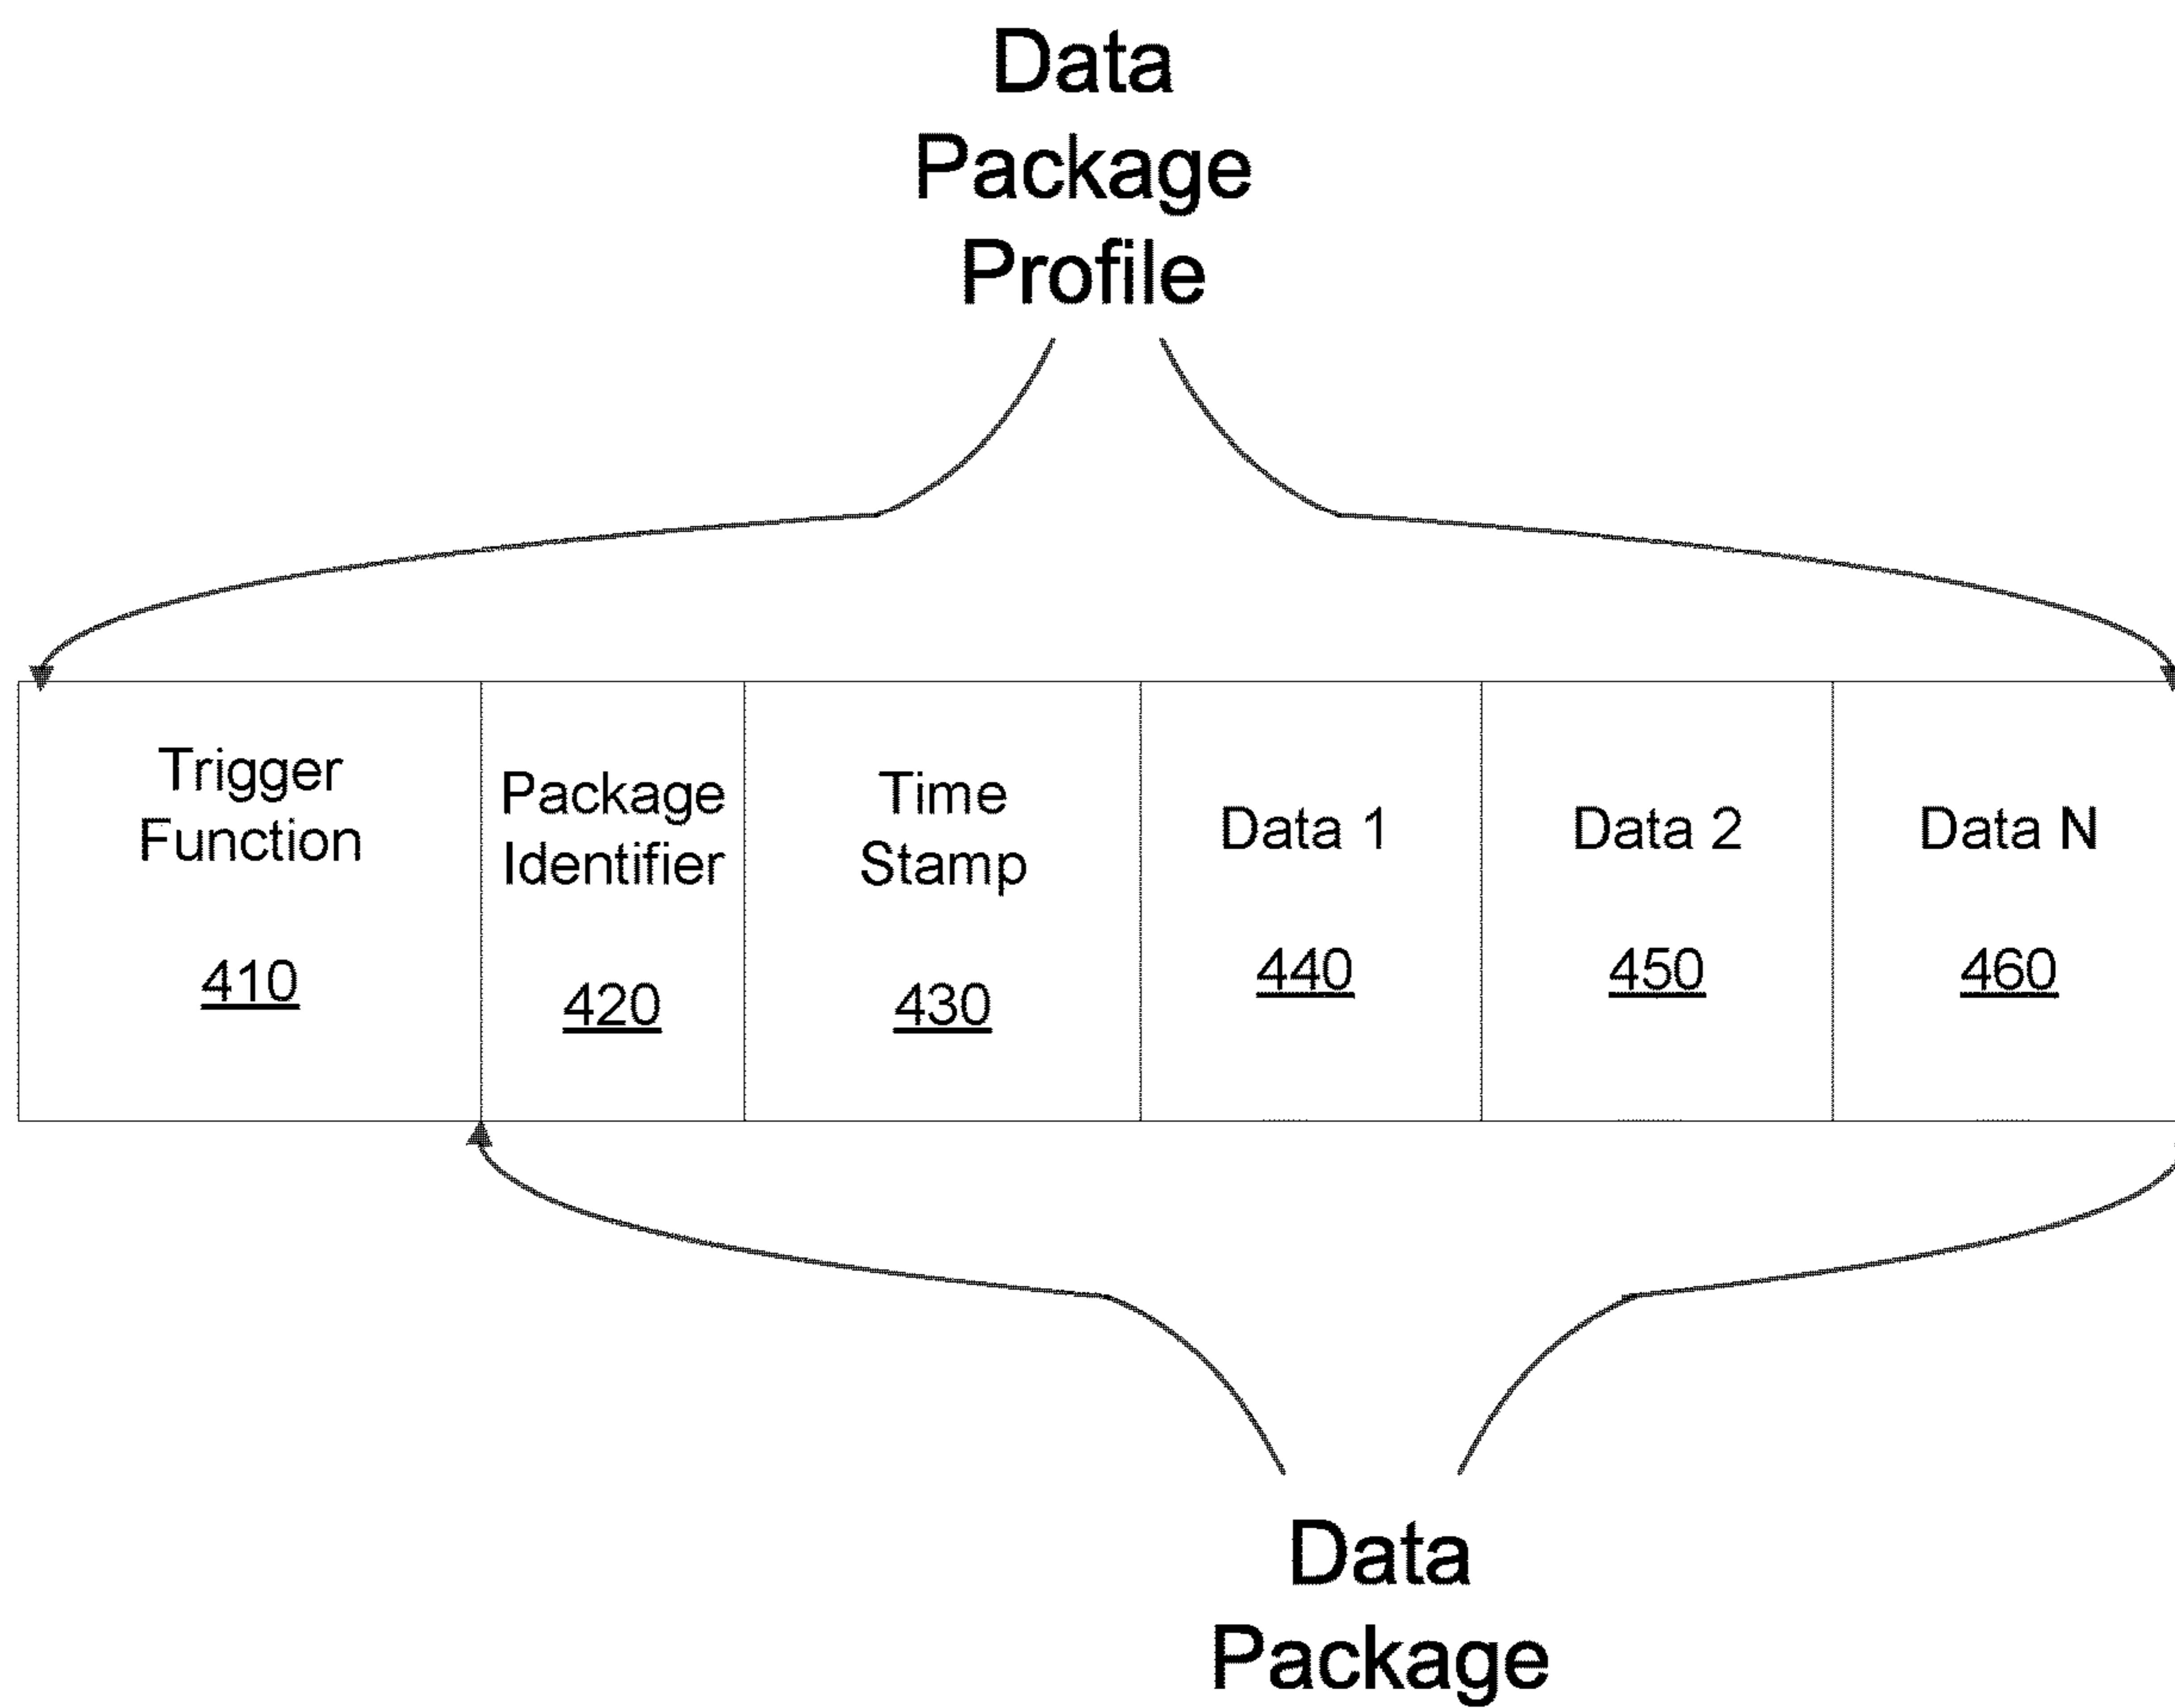 Data
Package
Profile
Trigger
Function
410
Package
Identifier
420
Time
Stamp
430
Data 1
440
Data 2
450
Data N
460
Data
Package